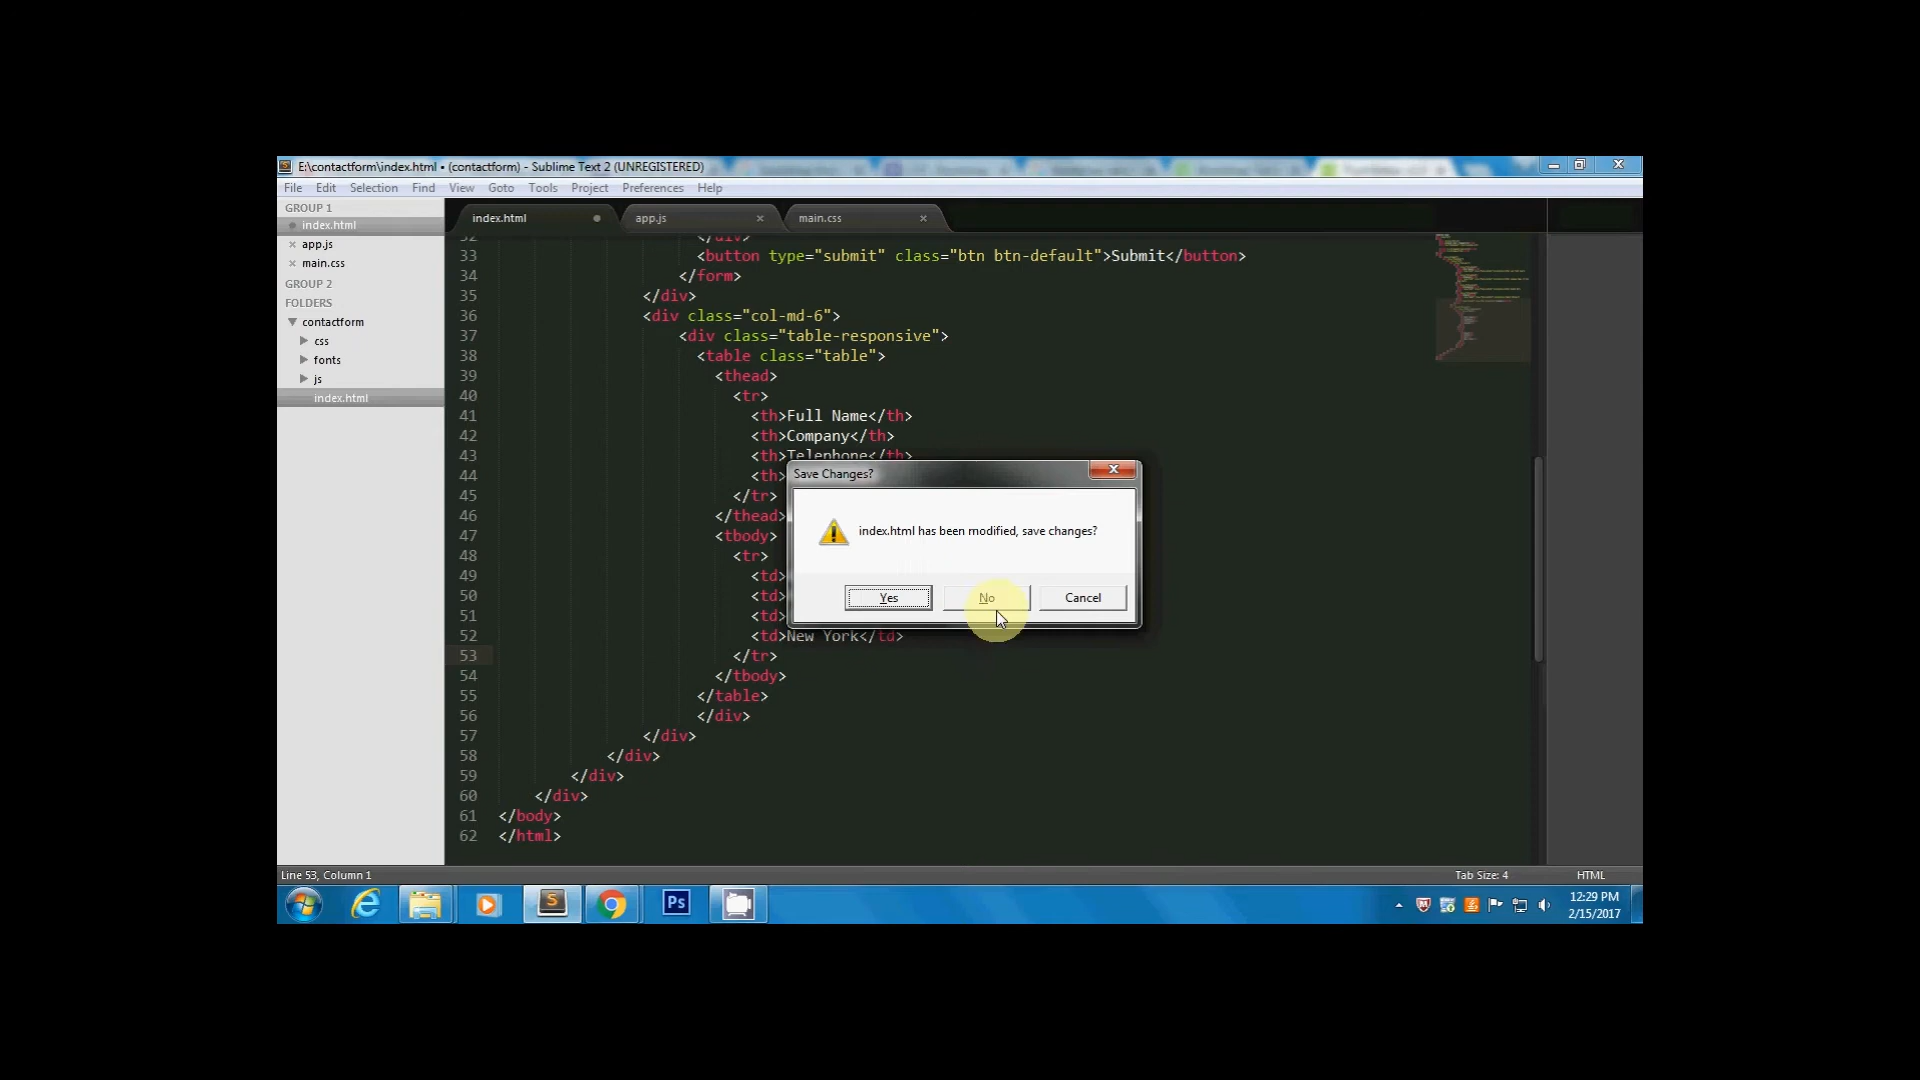 E:\contactform\index.html • (contactform) - Sublime Text 2 (UNREGISTERED)
File Edit Selection Find View Goto Tools Project Preferences Help
GROUP 1
index.html
app.js
main.css
GROUP 2
FOLDERS
contactform
css
fonts
js
index.html
index.html app.js main.css
32 </div>
33 <button type="submit" class="btn btn-default">Submit</button>
34 </form>
35 </div>
36 <div class="col-md-6">
37 <div class="table-responsive">
38 <table class="table">
39 <thead>
40 <tr>
41 <th>Full Name</th>
42 <th>Company</th>
43 <th>Telephone</th>
44 <th>
45 </tr>
46 </thead>
47 <tbody>
48 <tr>
49 <td>
50 <td>
51 <td>
52 <td>New York</td>
53 </tr>
54 </tbody>
55 </table>
56 </div>
57 </div>
58 </div>
59 </div>
60 </div>
61 </body>
62 </html>
Save Changes?
index.html has been modified, save changes?
Yes No Cancel
Line 53, Column 1 Tab Size: 4 HTML
Ps
12:29 PM
2/15/2017